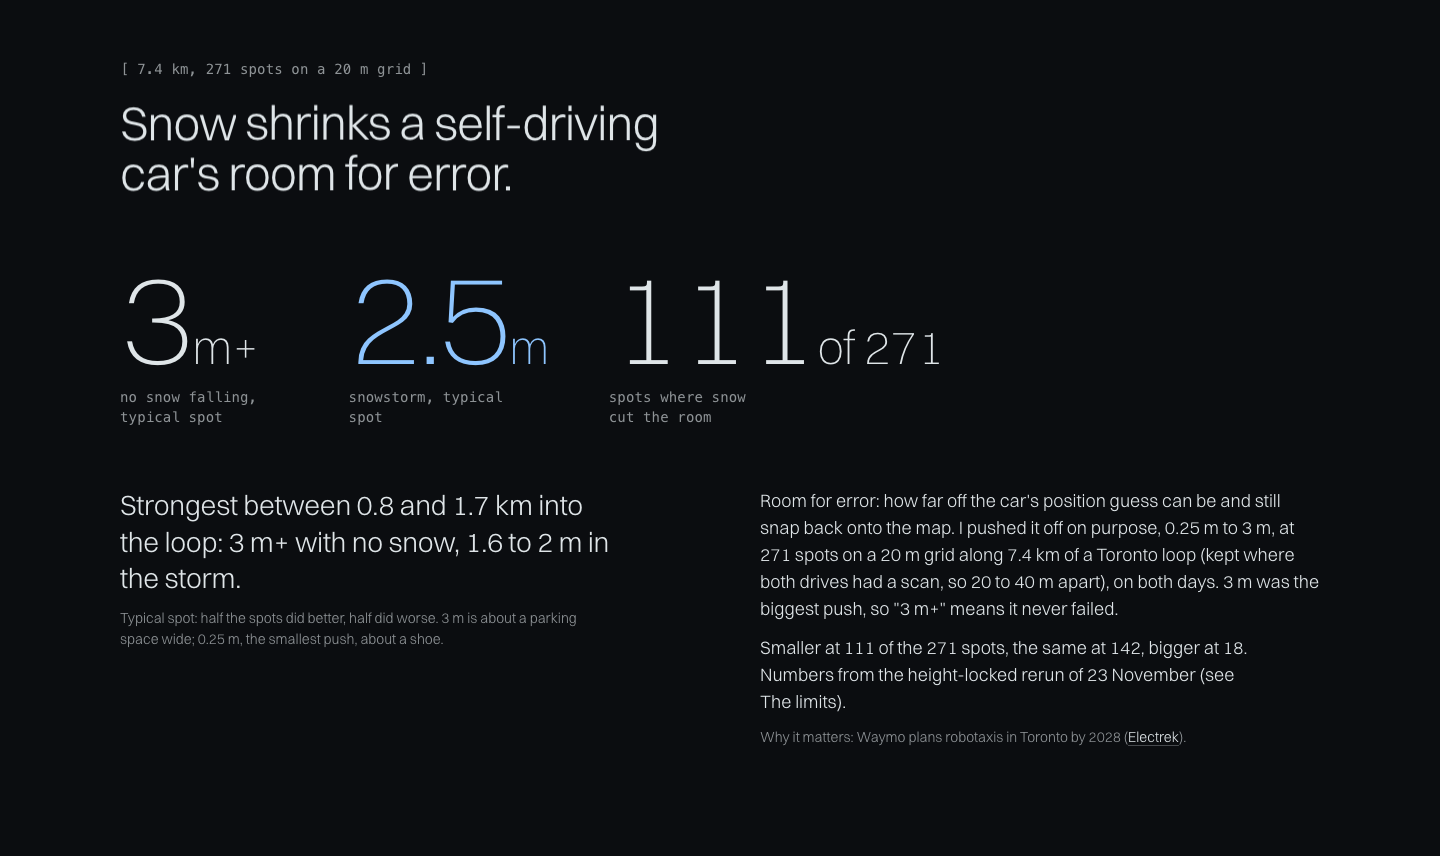 [ 7.4 km, 271 spots on a 20 m grid ]
Snow shrinks a self-driving
car's room for error.
3m+
no snow falling,
typical spot
2.5m
snowstorm, typical
spot
111 of 271
spots where snow
cut the room
Strongest between 0.8 and 1.7 km into
the loop: 3 m+ with no snow, 1.6 to 2 m in
the storm.
Typical spot: half the spots did better, half did worse. 3 m is about a parking
space wide; 0.25 m, the smallest push, about a shoe.
Room for error: how far off the car's position guess can be and still
snap back onto the map. I pushed it off on purpose, 0.25 m to 3 m, at
271 spots on a 20 m grid along 7.4 km of a Toronto loop (kept where
both drives had a scan, so 20 to 40 m apart), on both days. 3 m was the
biggest push, so "3 m+" means it never failed.
Smaller at 111 of the 271 spots, the same at 142, bigger at 18.
Numbers from the height-locked rerun of 23 November (see
The limits).
Why it matters: Waymo plans robotaxis in Toronto by 2028 (Electrek).